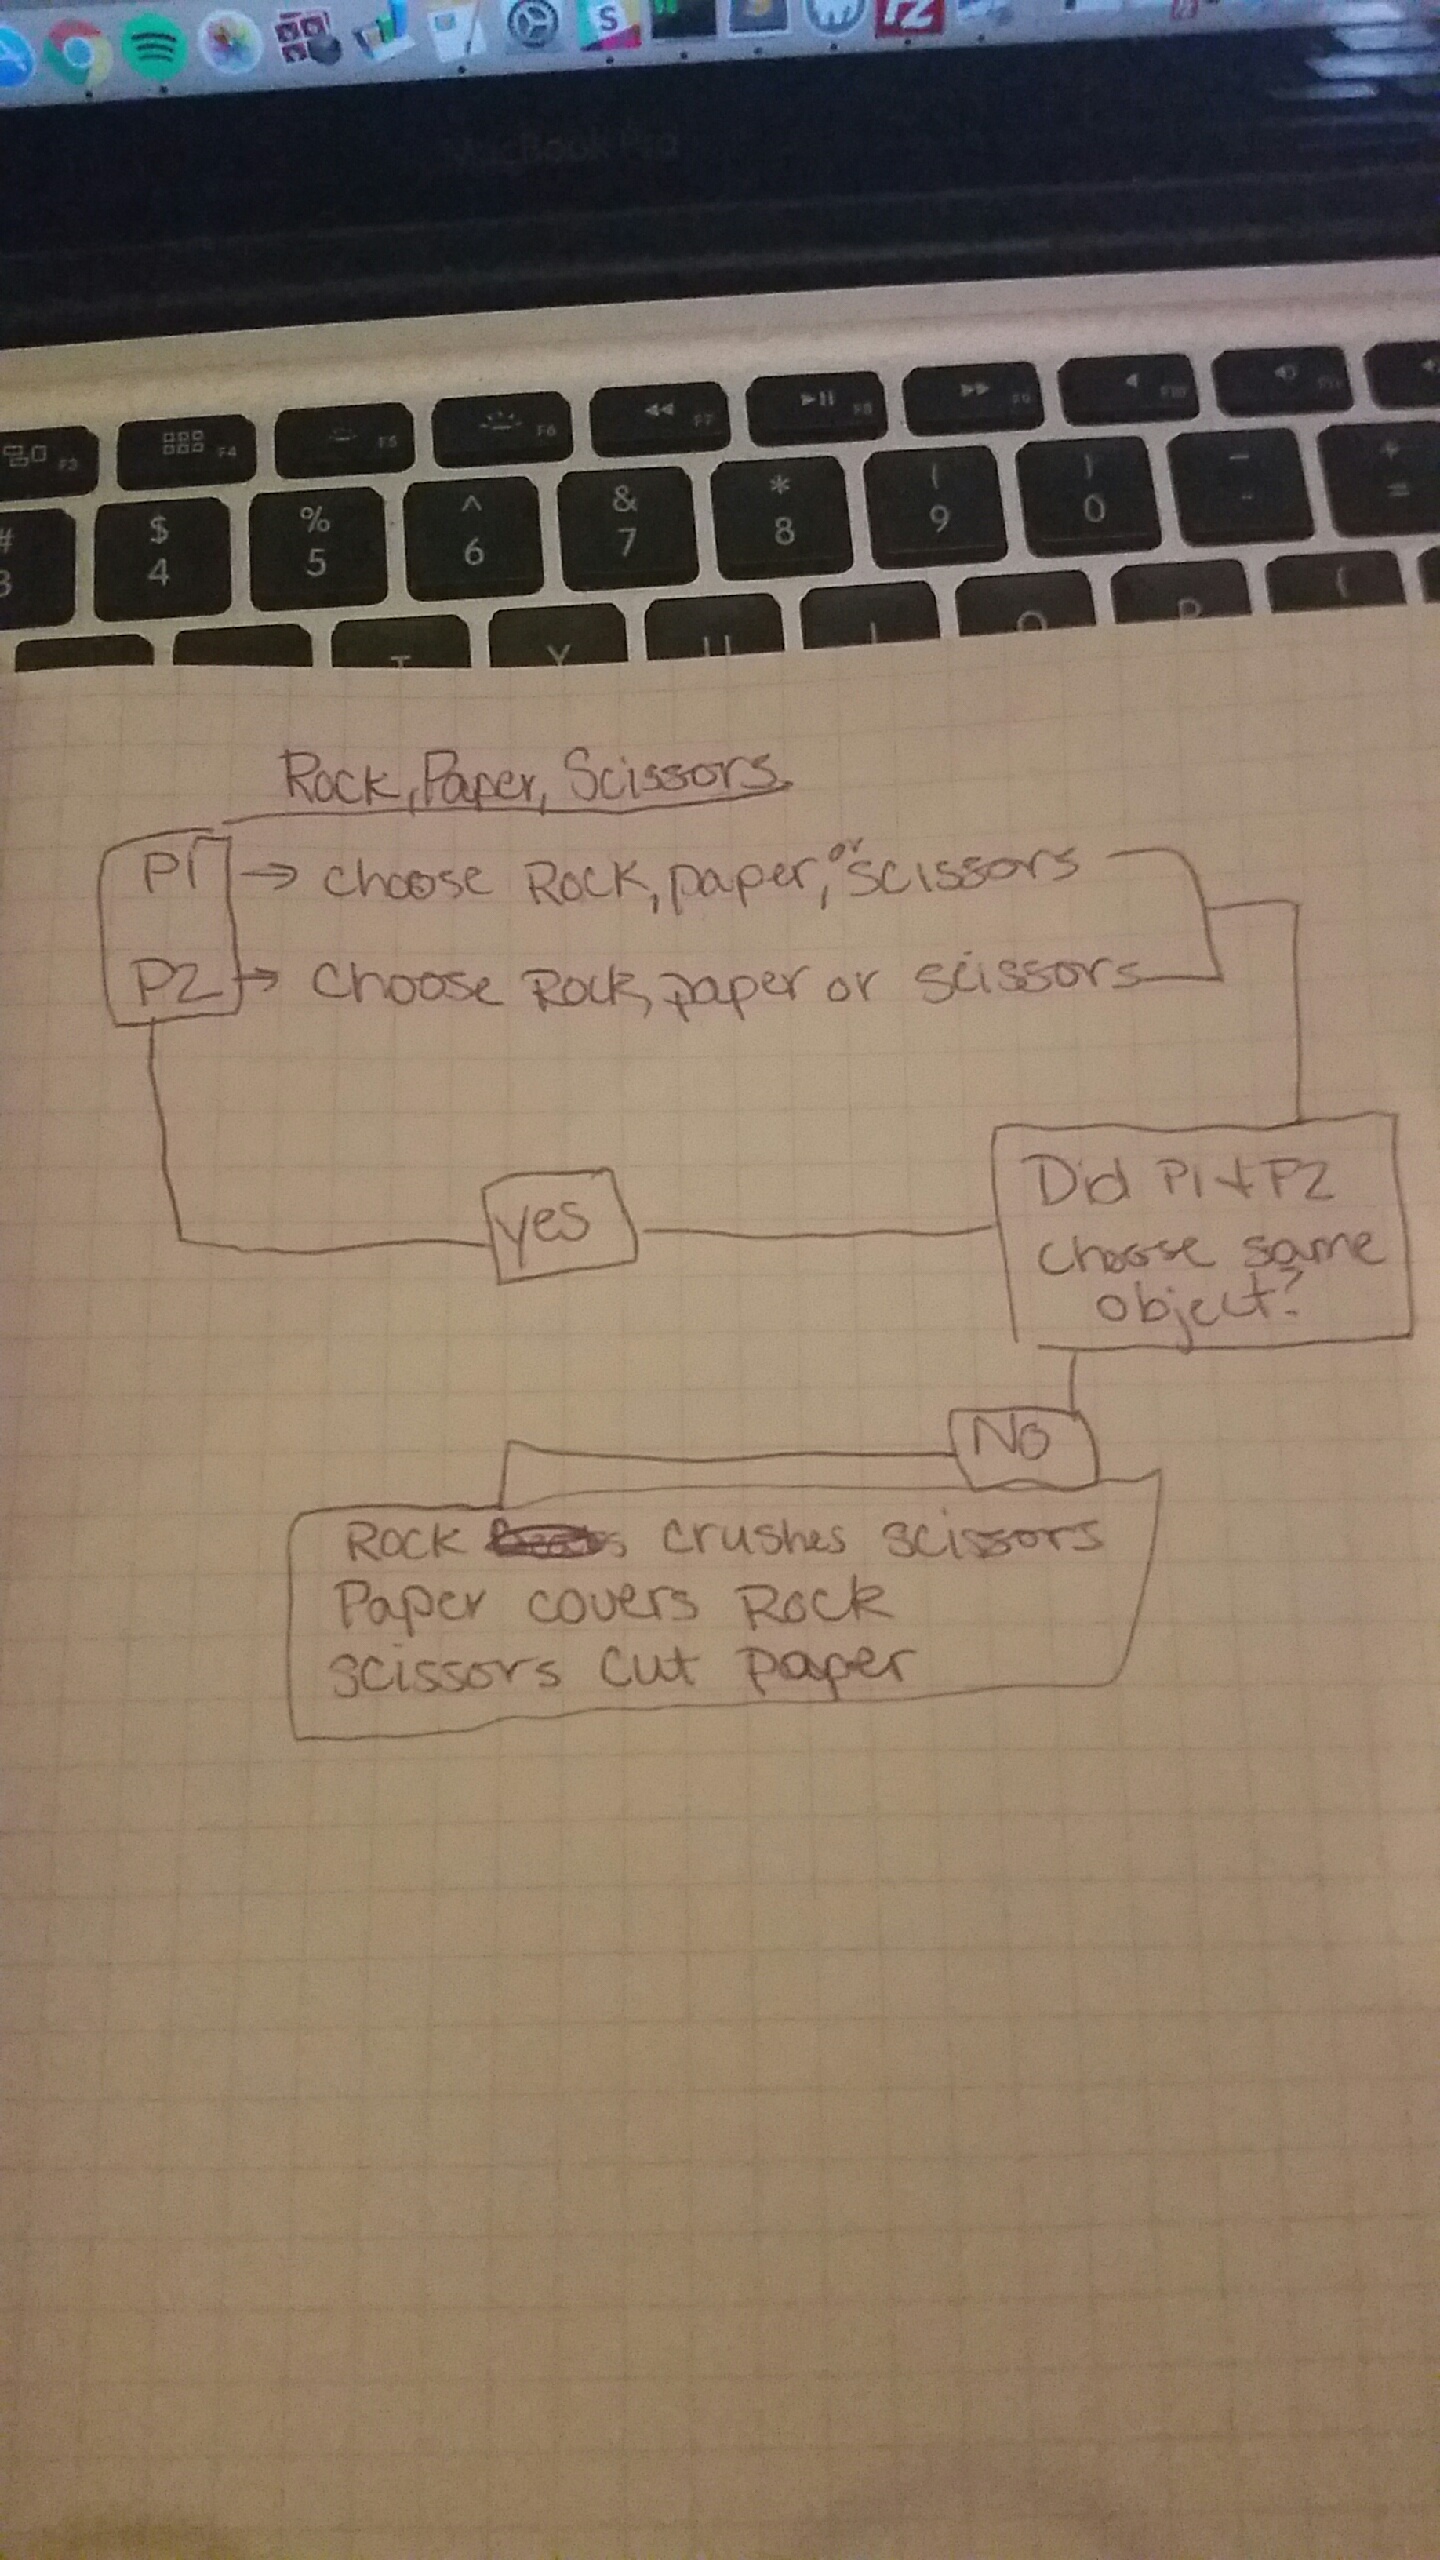 S
FZ
MacBook Pro
F3 F4 F5 F6 F7 F8 F9 F10 F11
# $ % ^ & * ( ) - +
3 4 5 6 7 8 9 0 - =
T Y U I O P {
Rock, Paper, Scissors
P1 → choose Rock, paper, or scissors
P2 → choose Rock, paper or scissors
Did P1 + P2
choose same
object?
yes
No
Rock crushes scissors
Paper covers Rock
scissors cut paper